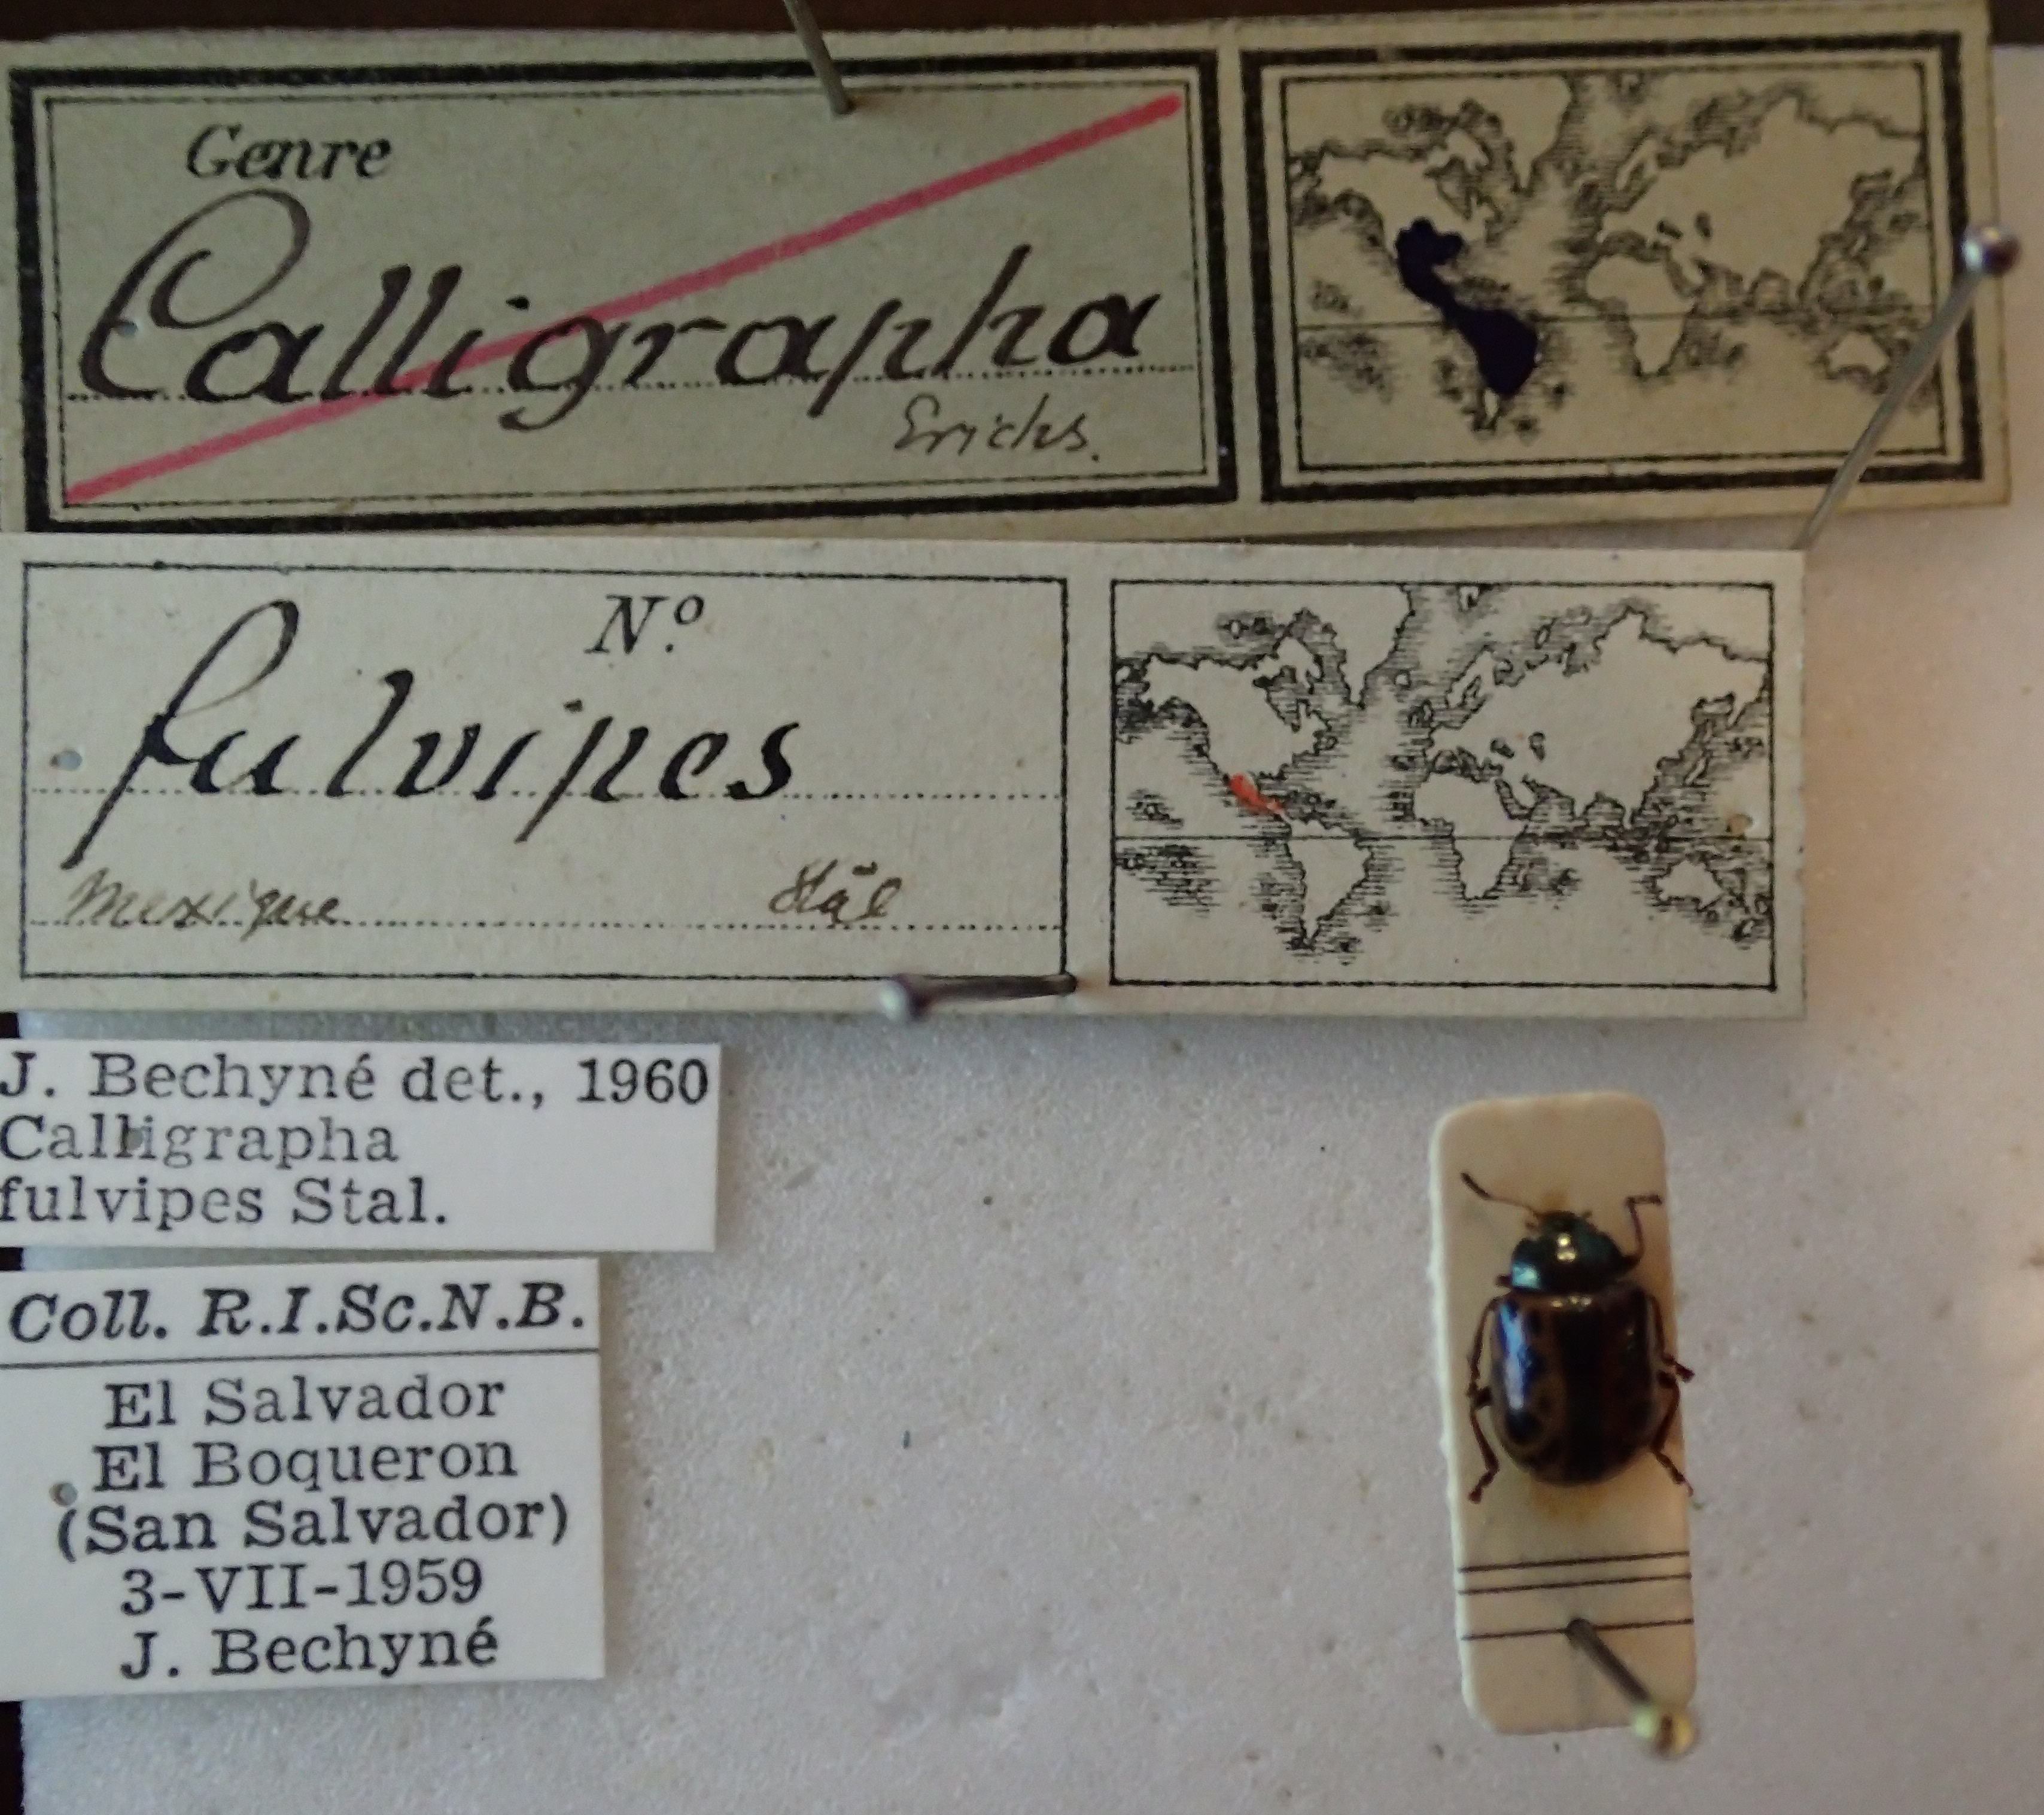 Genre
Calligrapha
Erichs.
N.º
fulvipes
Mexique Stål
J. Bechyné det., 1960
Calligrapha
fulvipes Stal.
Coll. R.I.Sc.N.B.
El Salvador
El Boqueron
(San Salvador)
3-VII-1959
J. Bechyné